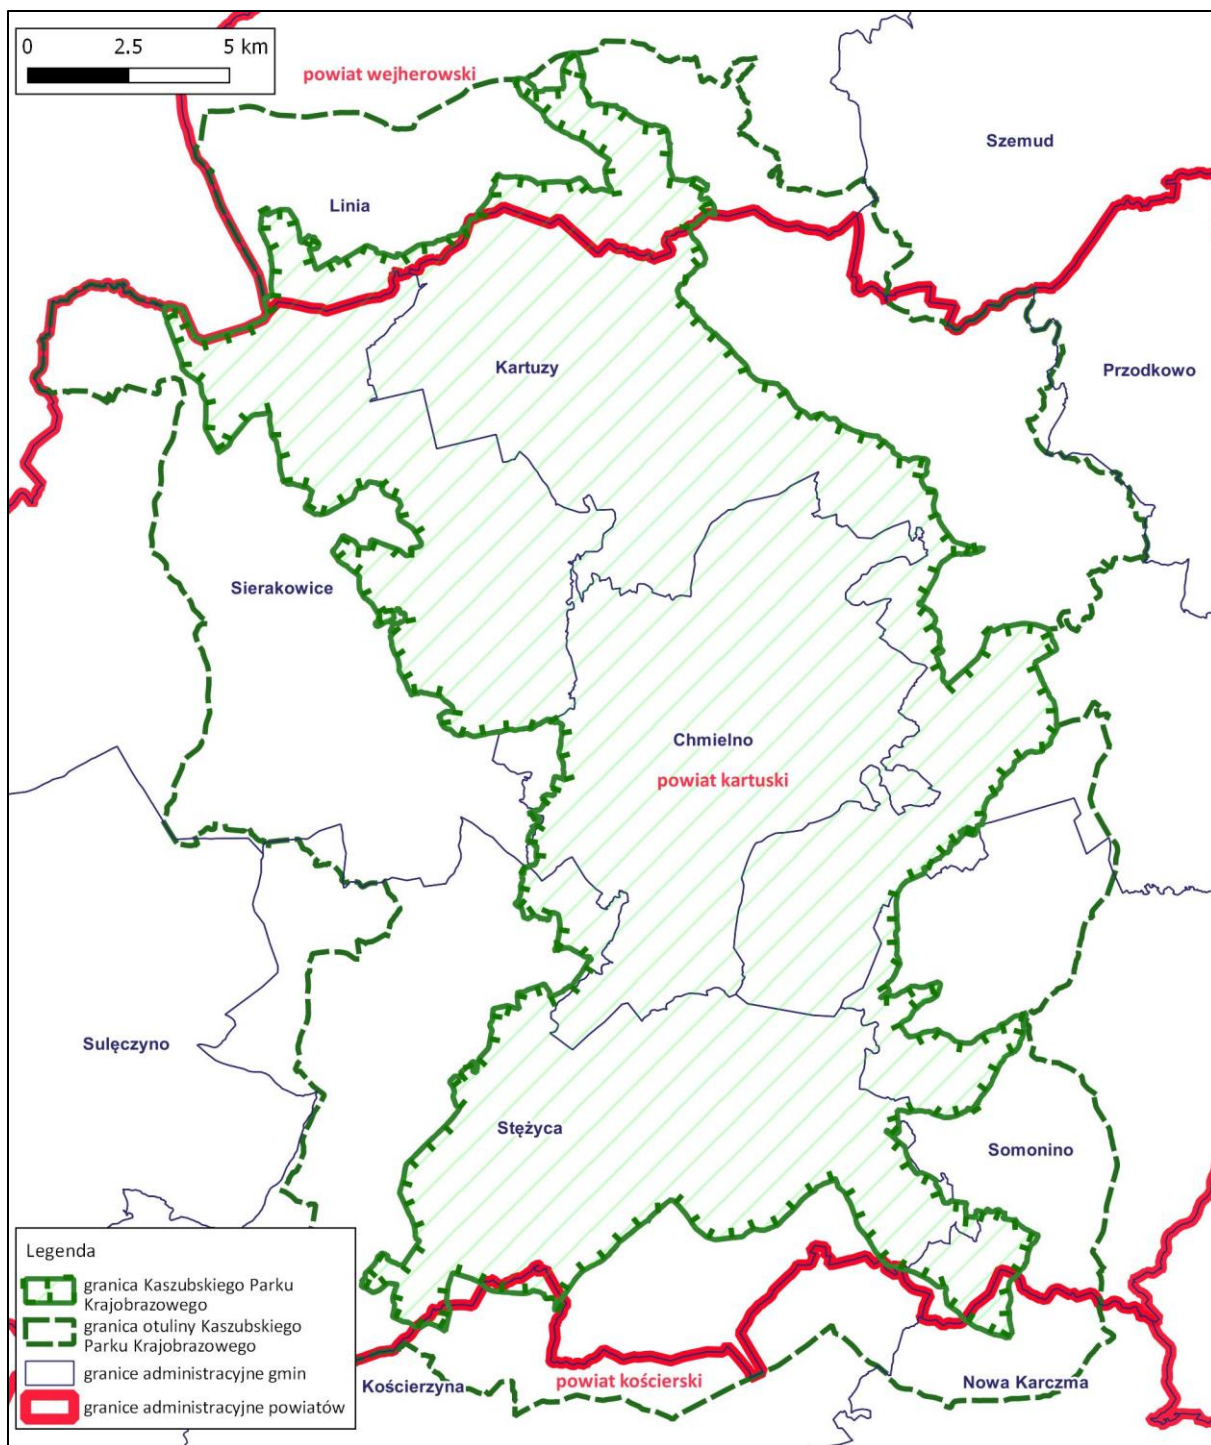 0 2.5 5 km
powiat wejherowski
Szemud
Linia
Kartuzy
Przodkowo
Sierakowice
Chmielno
powiat kartuski
Sulęczyno
Stężyca
Somonino
Legenda
granica Kaszubskiego Parku
Krajobrazowego
granica otuliny Kaszubskiego
Parku Krajobrazowego
granice administracyjne gmin
granice administracyjne powiatów
Kościerzyna
powiat kościerski
Nowa Karczma